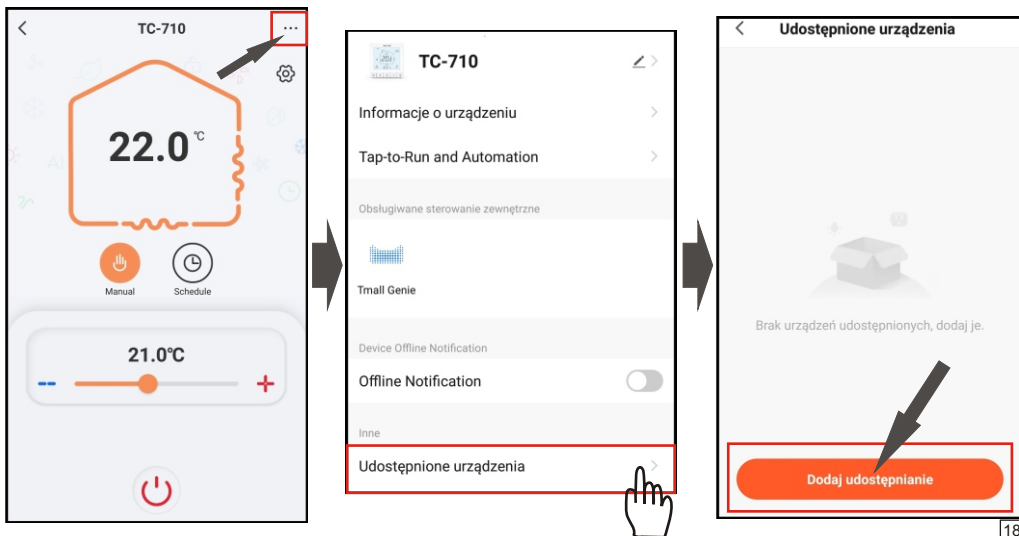 TC-710
...
22.0 °C
Manual
Schedule
21.0°C
-- +
TC-710
Informacje o urządzeniu
Tap-to-Run and Automation
Obsługiwane sterowanie zewnętrzne
Tmall Genie
Device Offline Notification
Offline Notification
Inne
Udostępnione urządzenia
Udostępnione urządzenia
Brak urządzeń udostępnionych, dodaj je.
Dodaj udostępnianie
18